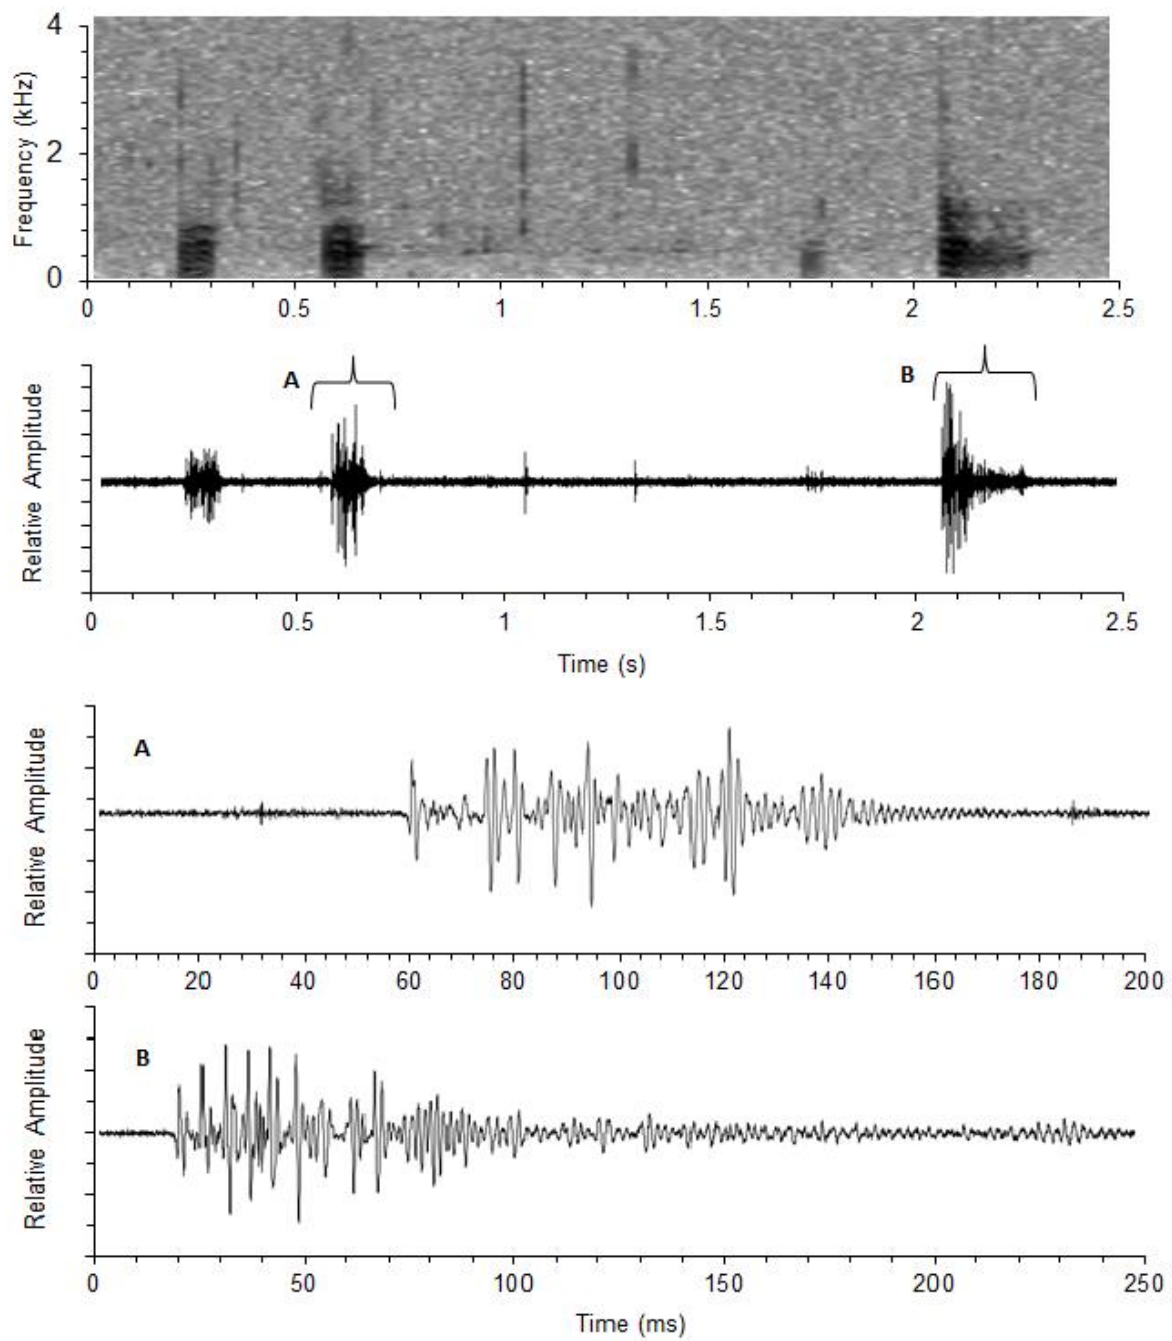 4
2
0
Frequency (kHz)
0 0.5 1 1.5 2 2.5
A
B
Relative Amplitude
0 0.5 1 1.5 2 2.5
Time (s)
A
Relative Amplitude
0 20 40 60 80 100 120 140 160 180 200
B
Relative Amplitude
0 50 100 150 200 250
Time (ms)